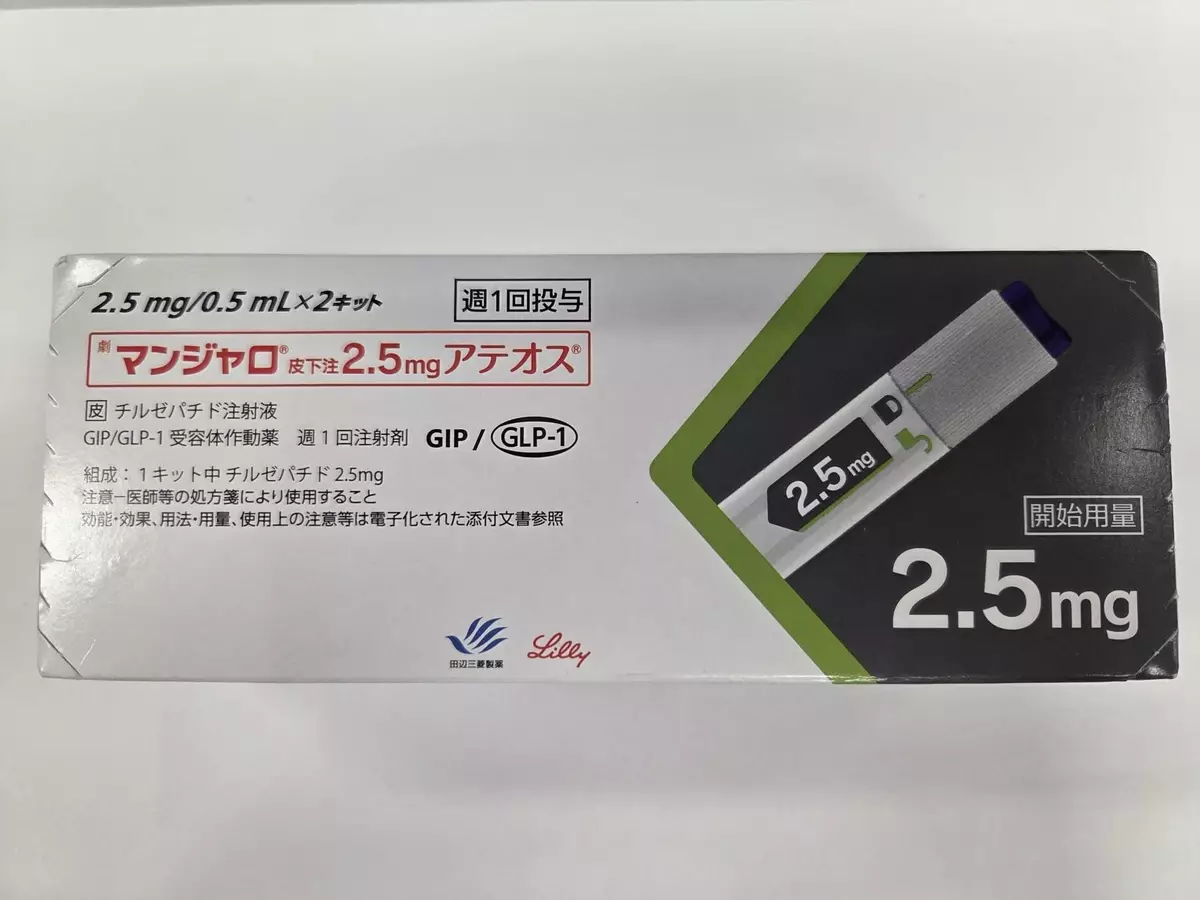 2.5 mg/0.5 mL×2キット
週1回投与
劇 マンジャロ® 皮下注2.5mgアテオス®
皮 チルゼパチド注射液
GIP/GLP-1 受容体作動薬 週1回注射剤 GIP / GLP-1
組成：1キット中 チルゼパチド 2.5mg
注意－医師等の処方箋により使用すること
効能・効果、用法・用量、使用上の注意等は電子化された添付文書参照
田辺三菱製薬
Lilly
2.5mg
開始用量
2.5mg